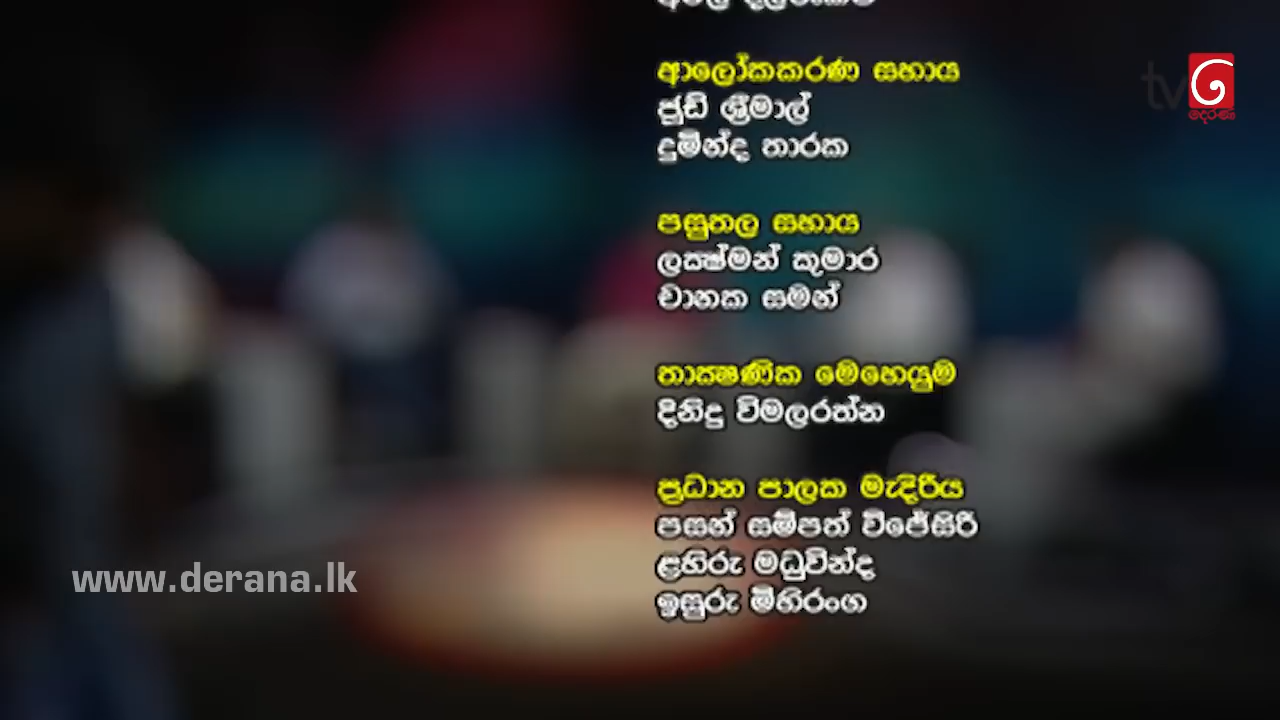 ආලෝකකරණ සහාය
ජූඩ් ශ්‍රීමාල්
දුමින්ද තාරක
පසුතල සහාය
ලක්ෂ්මන් කුමාර
චානක සමන්
තාක්ෂණික මෙහෙයුම
දිනිදු විමලරත්න
ප්‍රධාන පාලක මැදිරිය
පසන් සම්පත් විජේසිරි
ළහිරු මධුවින්ද
ඉසුරු මිහිරංග
tv
දෙරණ
www.derana.lk